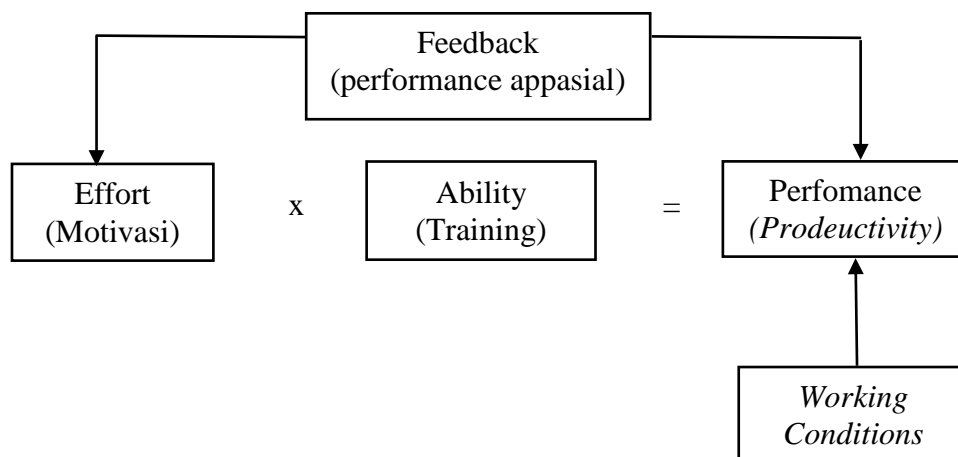 Feedback
(performance appasial)
Effort
(Motivasi)
x
Ability
(Training)
=
Perfomance
(Prodeuctivity)
Working
Conditions